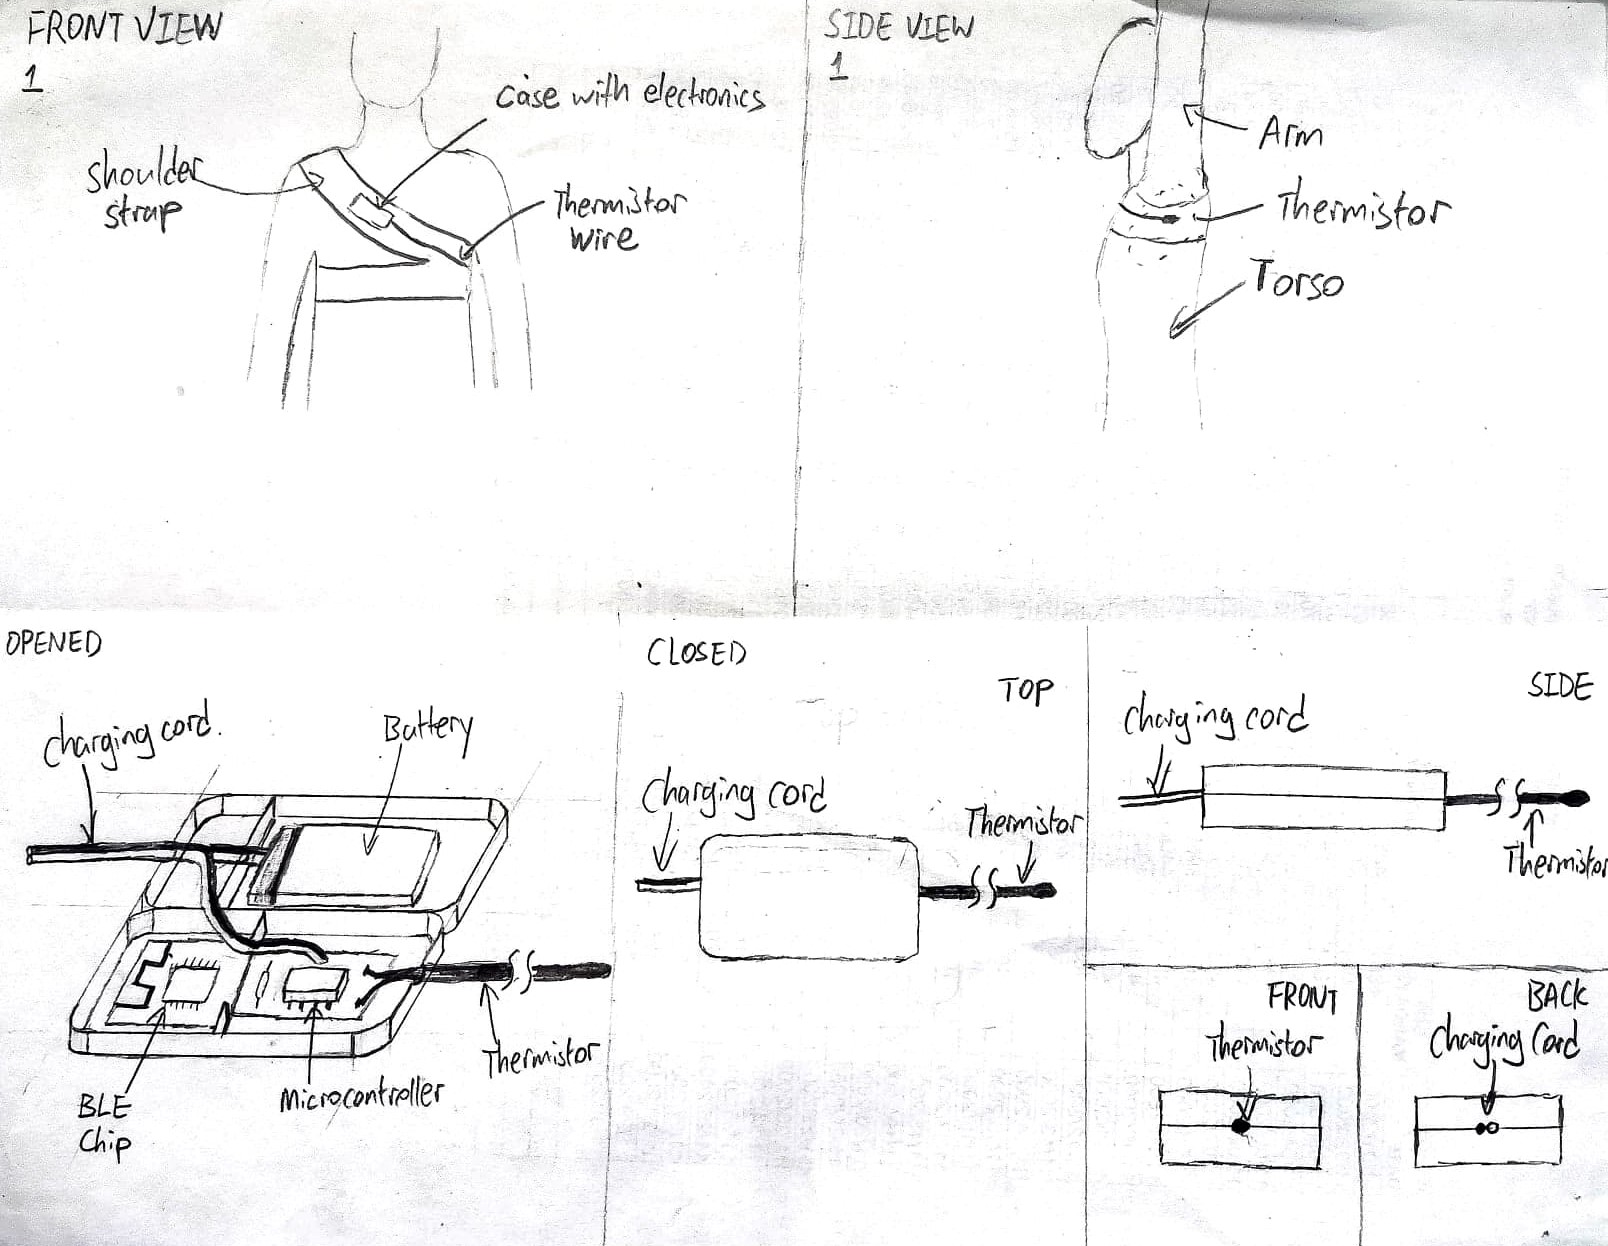 FRONT VIEW
1
case with electronics
shoulder
strap
Thermistor
wire
SIDE VIEW
1
Arm
Thermistor
Torso
OPENED
charging cord.
Battery
BLE
Chip
Microcontroller
Thermistor
CLOSED
TOP
Charging cord
Thermistor
SIDE
Charging cord
Thermistor
FRONT
Thermistor
BACK
Charging Cord